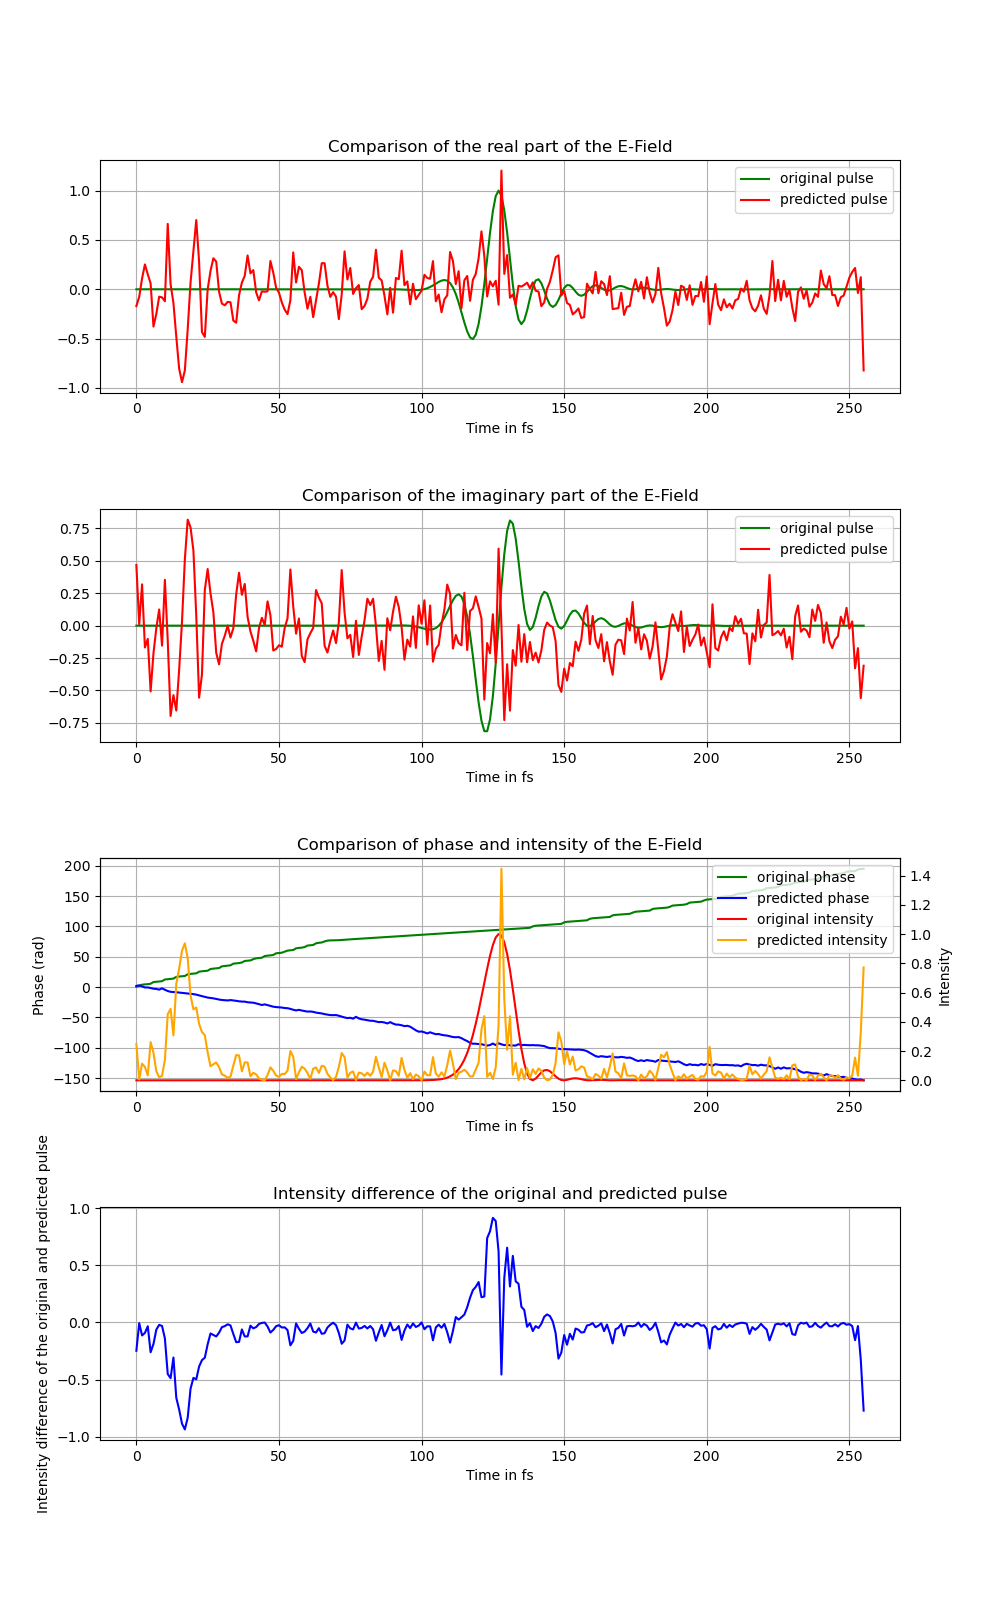 Comparison of the real part of the E-Field
original pulse
predicted pulse
1.0
0.5
0.0
−0.5
−1.0
0 50 100 150 200 250
Time in fs
Comparison of the imaginary part of the E-Field
original pulse
predicted pulse
0.75
0.50
0.25
0.00
−0.25
−0.50
−0.75
0 50 100 150 200 250
Time in fs
Comparison of phase and intensity of the E-Field
original phase
predicted phase
original intensity
predicted intensity
Phase (rad)
200
150
100
50
0
−50
−100
−150
1.4
1.2
1.0
0.8
0.6
0.4
0.2
0.0
Intensity
0 50 100 150 200 250
Time in fs
Intensity difference of the original and predicted pulse
Intensity difference of the original and predicted pulse
1.0
0.5
0.0
−0.5
−1.0
0 50 100 150 200 250
Time in fs